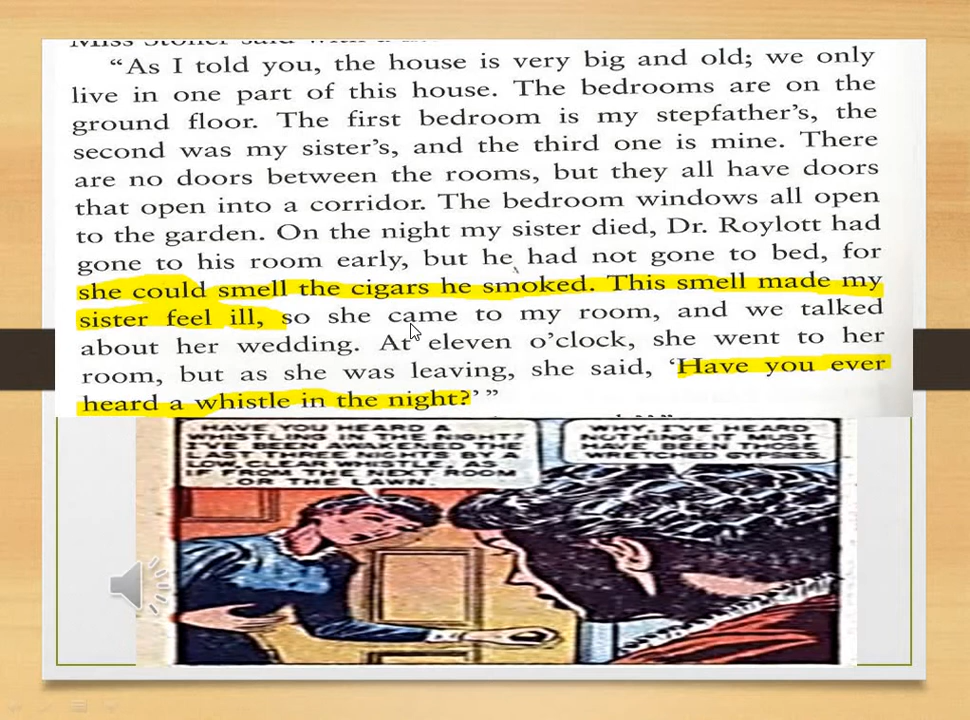 “As I told you, the house is very big and old; we only
live in one part of this house. The bedrooms are on the
ground floor. The first bedroom is my stepfather’s, the
second was my sister’s, and the third one is mine. There
are no doors between the rooms, but they all have doors
that open into a corridor. The bedroom windows all open
to the garden. On the night my sister died, Dr. Roylott had
gone to his room early, but he had not gone to bed, for
she could smell the cigars he smoked. This smell made my
sister feel ill, so she came to my room, and we talked
about her wedding. At eleven o’clock, she went to her
room, but as she was leaving, she said, ‘Have you ever
heard a whistle in the night?’ ”
HAVE YOU HEARD A
WHISTLING IN THE NIGHT?
I'VE BEEN AWAKENED THE
LAST THREE NIGHTS BY A
LOW, CLEAR WHISTLE, AS
IF FROM THE NEXT ROOM
OR THE LAWN.
WHY, I'VE HEARD
NOTHING. IT MUST
HAVE BEEN THOSE
WRETCHED GYPSIES.